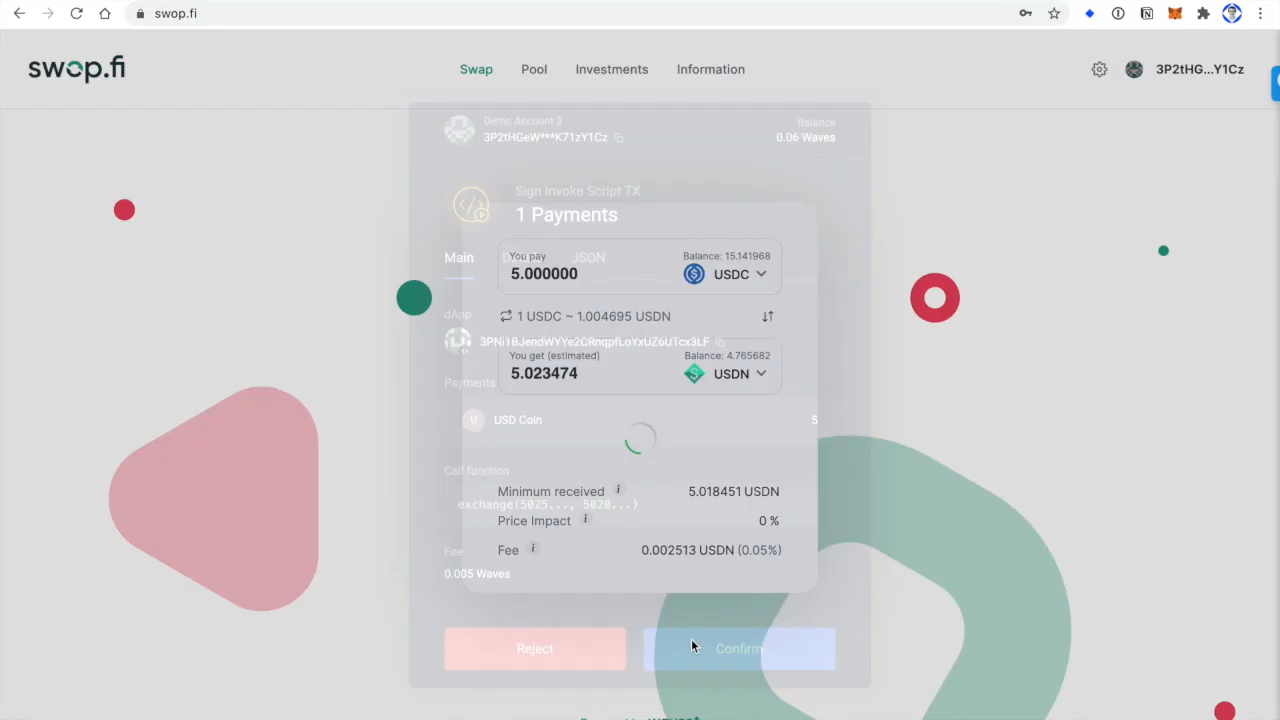 swop.fi
swop.fi
Swap Pool Investments Information
3P2tHG...Y1Cz
Demo Account 3
Balance
3P2tHGeW***K71zY1Cz
0.06 Waves
Sign Invoke Script TX
1 Payments
Main
JSON
You pay
Balance: 15.141968
5.000000
USDC
dApp
1 USDC ~ 1.004695 USDN
You get (estimated)
Balance: 4.765682
5.023474
USDN
Payments
U USD Coin 5
Call function
Minimum received i 5.018451 USDN
exchange(5025..., 5020...)
Price Impact i 0 %
Fee i 0.002513 USDN (0.05%)
Fee
0.005 Waves
Reject Confirm